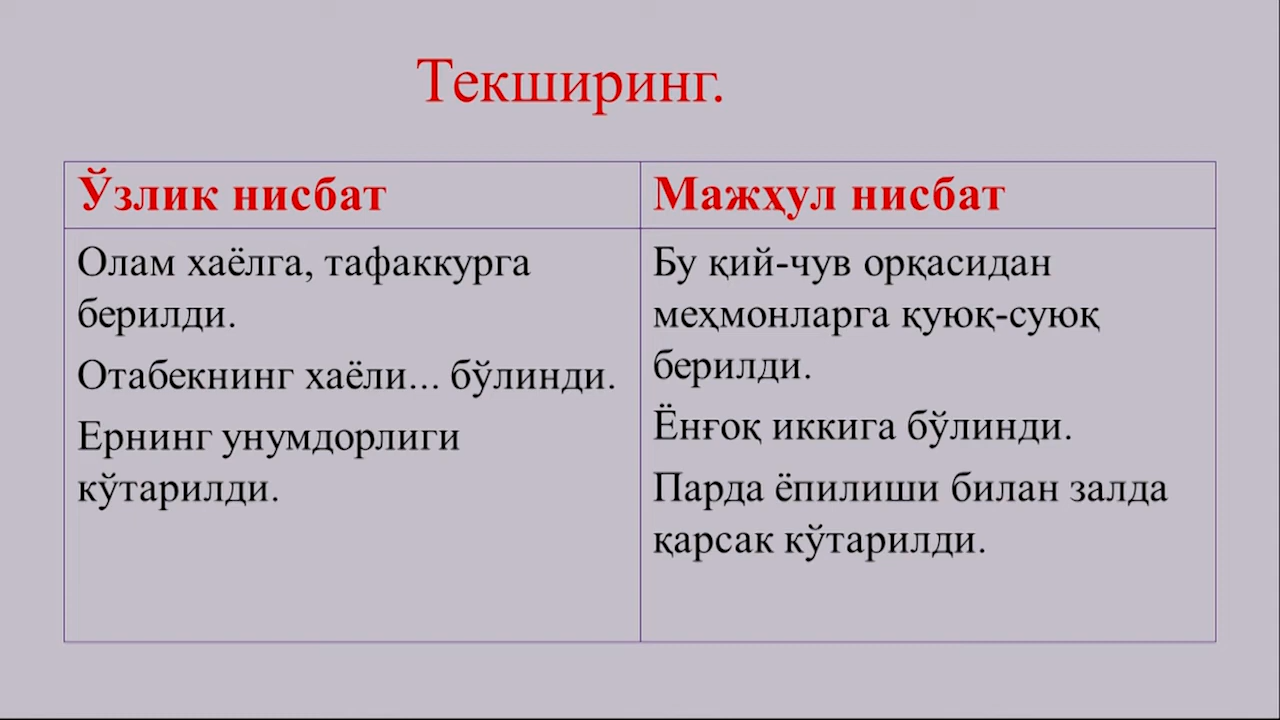 Текширинг.
Ўзлик нисбат
Мажҳул нисбат
Олам хаёлга, тафаккурга
берилди.
Отабекнинг хаёли... бўлинди.
Ернинг унумдорлиги
кўтарилди.
Бу қий-чув орқасидан
меҳмонларга қуюқ-суюқ
берилди.
Ёнғоқ иккига бўлинди.
Парда ёпилиши билан залда
қарсак кўтарилди.